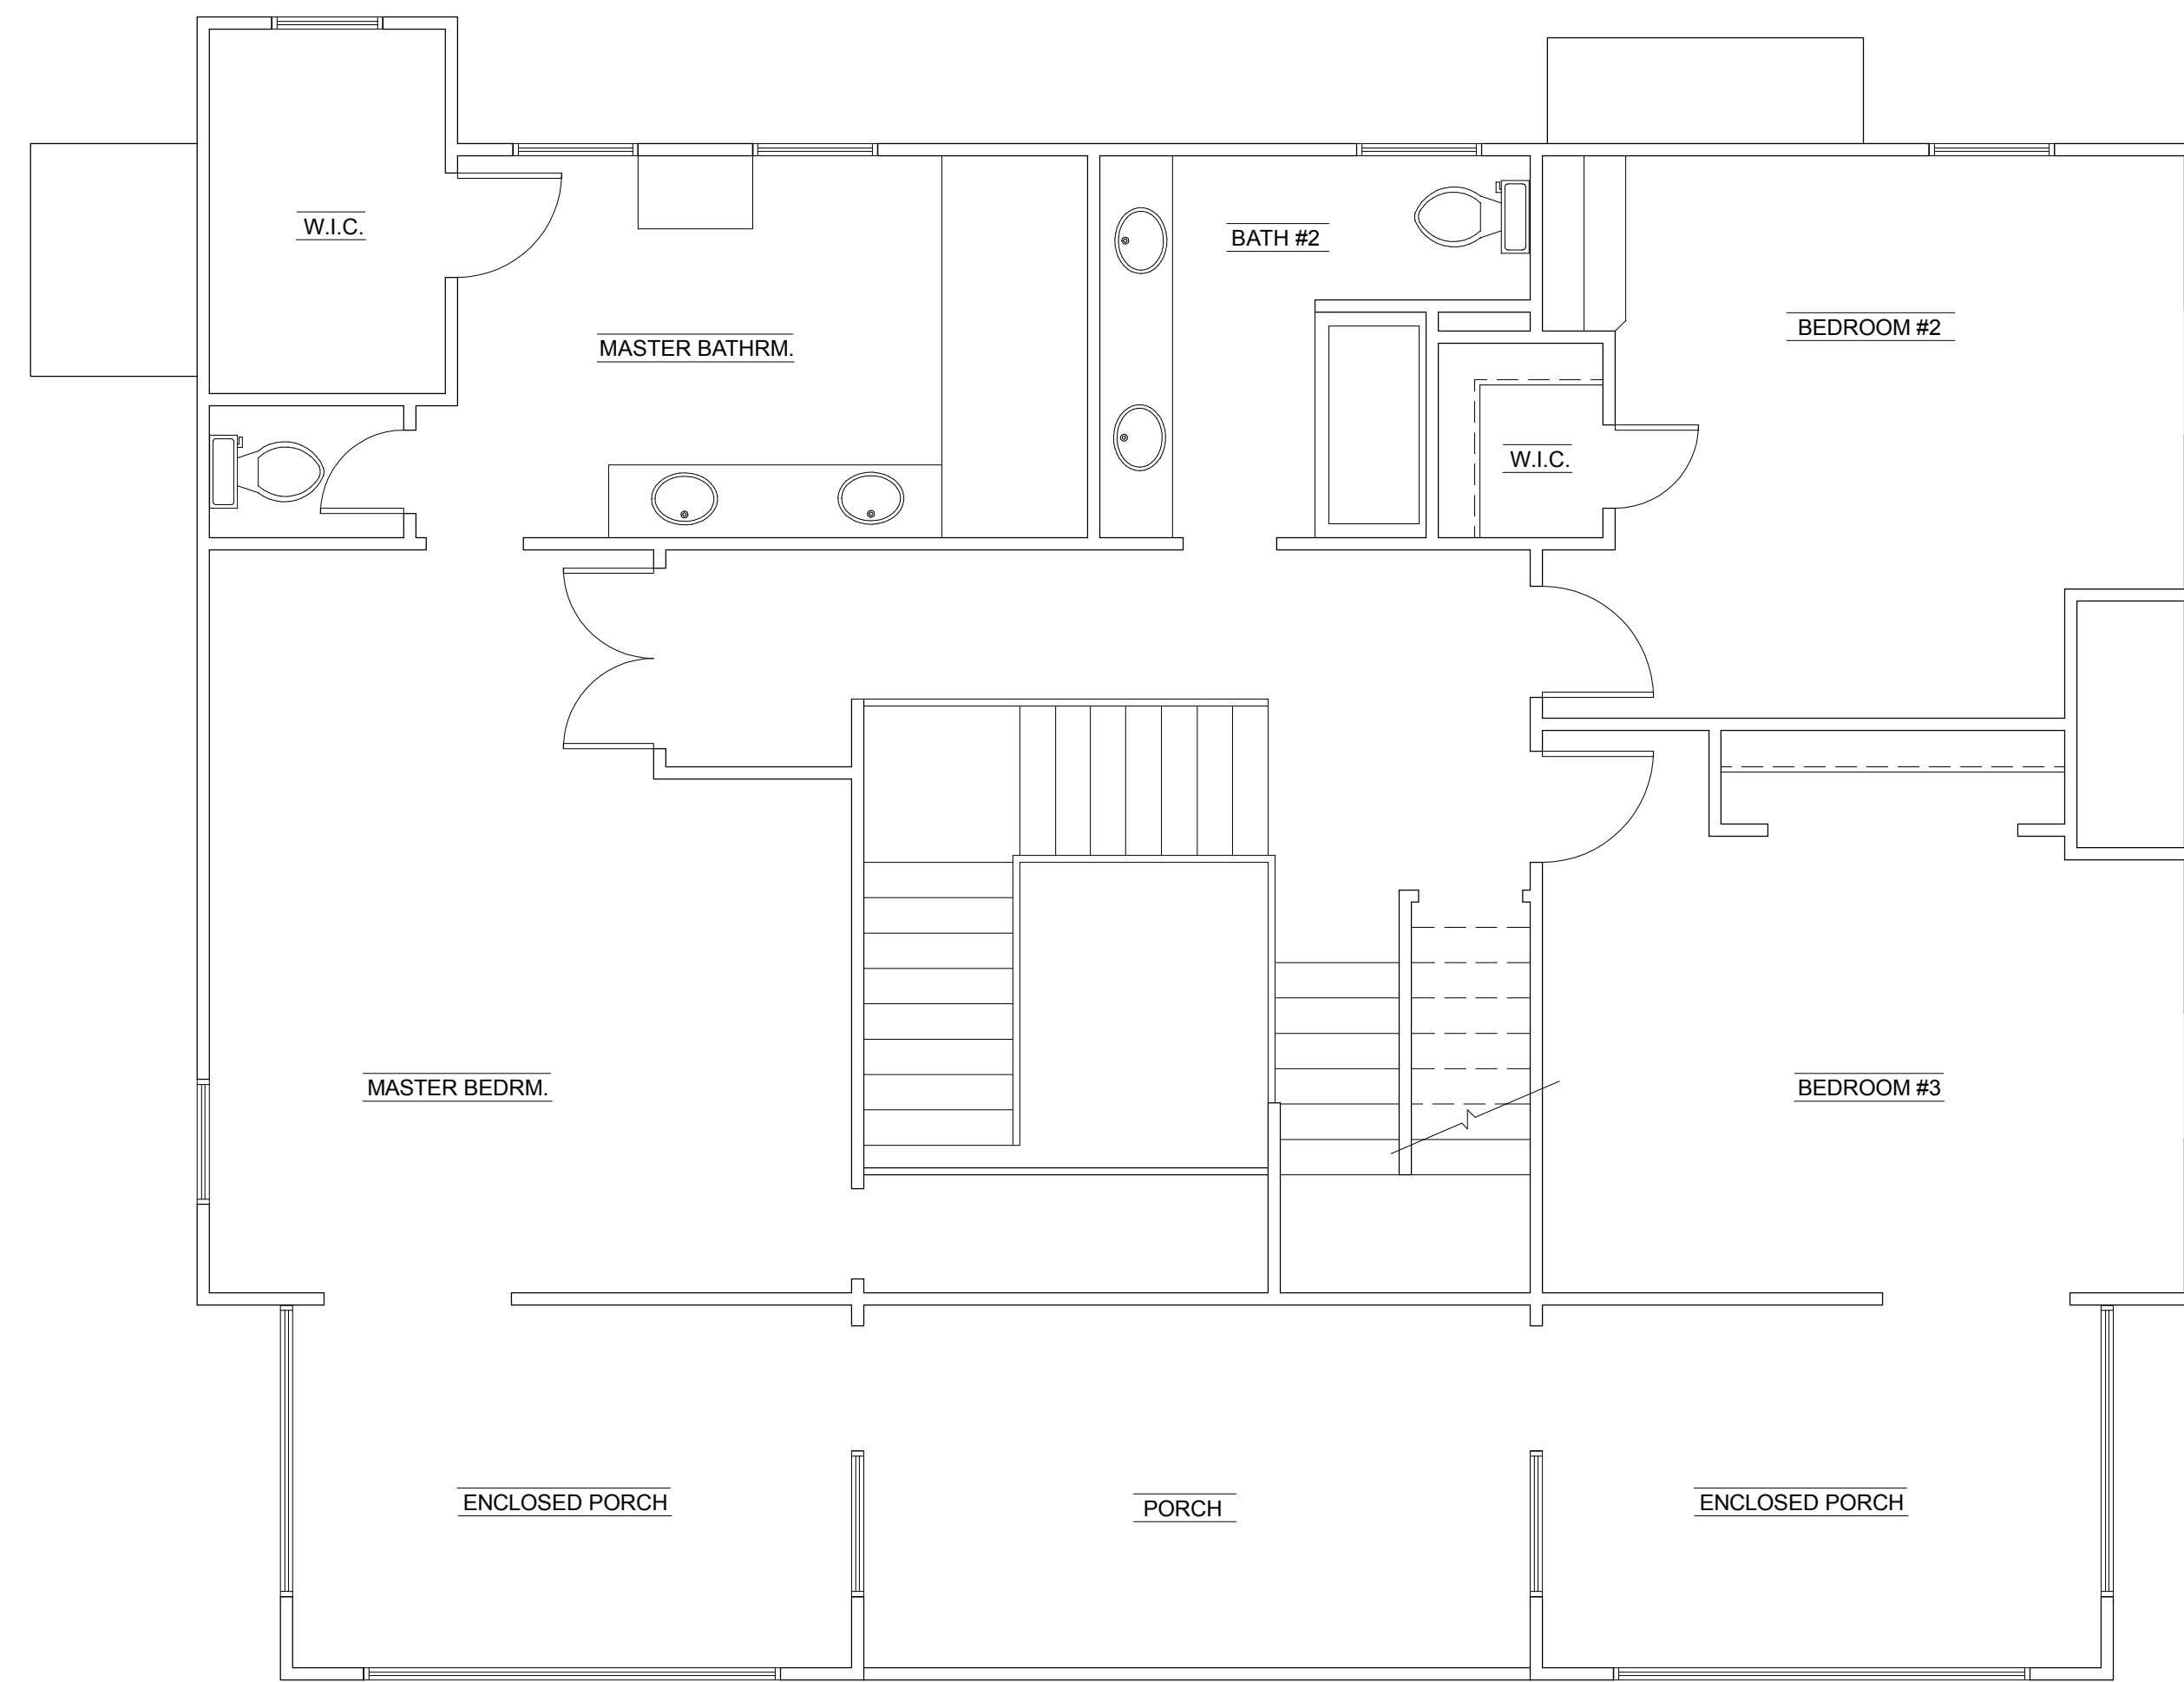 W.I.C.
BATH #2
BEDROOM #2
MASTER BATHRM.
W.I.C.
MASTER BEDRM.
BEDROOM #3
ENCLOSED PORCH
PORCH
ENCLOSED PORCH